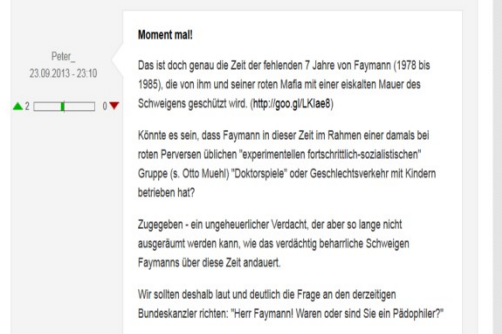 Moment mal!
Peter_
23.09.2013 - 23:10
2 0
Das ist doch genau die Zeit der fehlenden 7 Jahre von Faymann (1978 bis
1985), die von ihm und seiner roten Mafia mit einer eiskalten Mauer des
Schweigens geschützt wird. (http://goo.gl/LKlae8)
Könnte es sein, dass Faymann in dieser Zeit im Rahmen einer damals bei
roten Perversen üblichen "experimentellen fortschrittlich-sozialistischen"
Gruppe (s. Otto Muehl) "Doktorspiele" oder Geschlechtsverkehr mit Kindern
betrieben hat?
Zugegeben - ein ungeheuerlicher Verdacht, der aber so lange nicht
ausgeräumt werden kann, wie das verdächtig beharrliche Schweigen
Faymanns über diese Zeit andauert.
Wir sollten deshalb laut und deutlich die Frage an den derzeitigen
Bundeskanzler richten: "Herr Faymann! Waren oder sind Sie ein Pädophiler?"